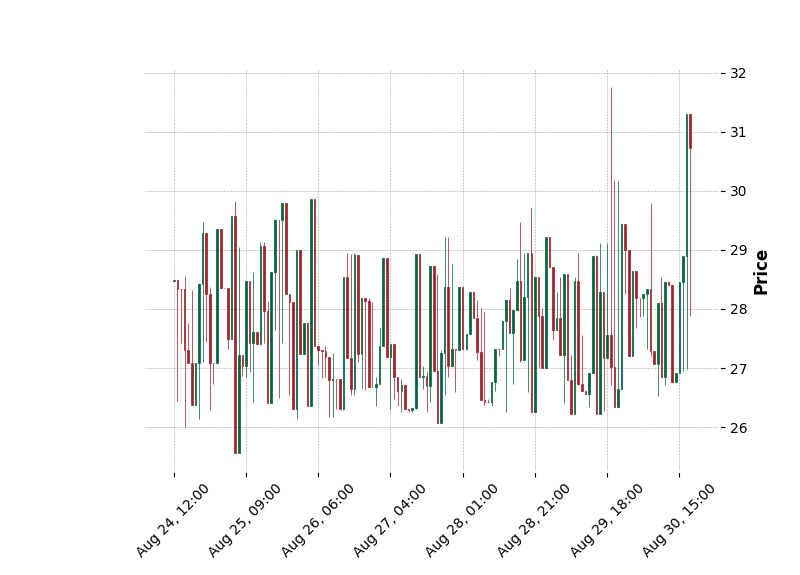 32
31
30
29
28
27
26
Price
Aug 24, 12:00
Aug 25, 09:00
Aug 26, 06:00
Aug 27, 04:00
Aug 28, 01:00
Aug 28, 21:00
Aug 29, 18:00
Aug 30, 15:00